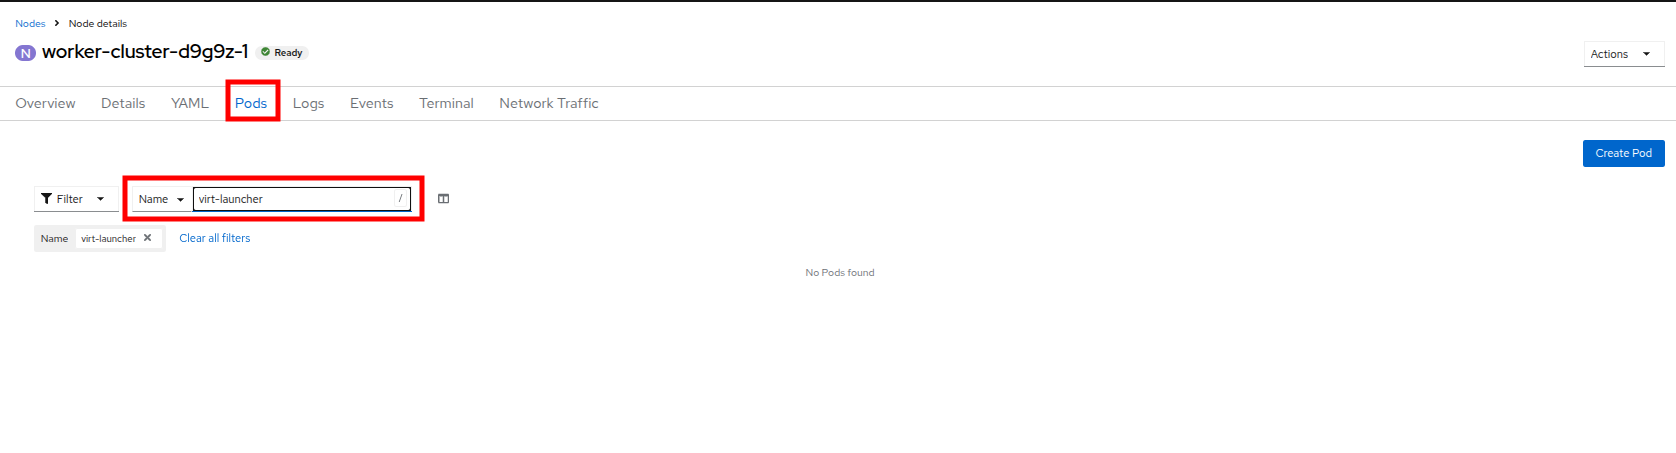 Nodes > Node details
N worker-cluster-d9g9z-1 Ready
Actions
Overview Details YAML Pods Logs Events Terminal Network Traffic
Create Pod
Filter Name virt-launcher /
Name virt-launcher × Clear all filters
No Pods found